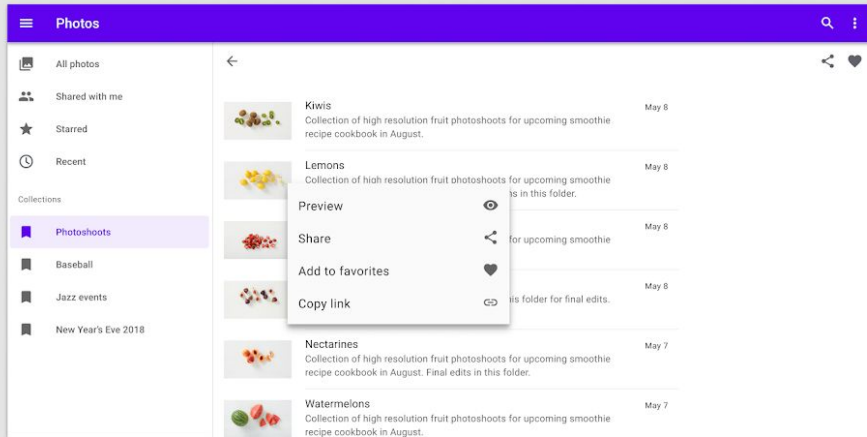 Photos
All photos
Shared with me
Starred
Recent
Collections
Photoshoots
Baseball
Jazz events
New Year's Eve 2018
Kiwis
May 8
Collection of high resolution fruit photoshoots for upcoming smoothie
recipe cookbook in August.
Lemons
May 8
Collection of high resolution fruit photoshoots for upcoming smoothie
in this folder.
Preview
Share
Add to favorites
Copy link
May 8
for upcoming smoothie
May 8
folder for final edits.
Nectarines
May 7
Collection of high resolution fruit photoshoots for upcoming smoothie
recipe cookbook in August. Final edits in this folder.
Watermelons
May 7
Collection of high resolution fruit photoshoots for upcoming smoothie
recipe cookbook in August.